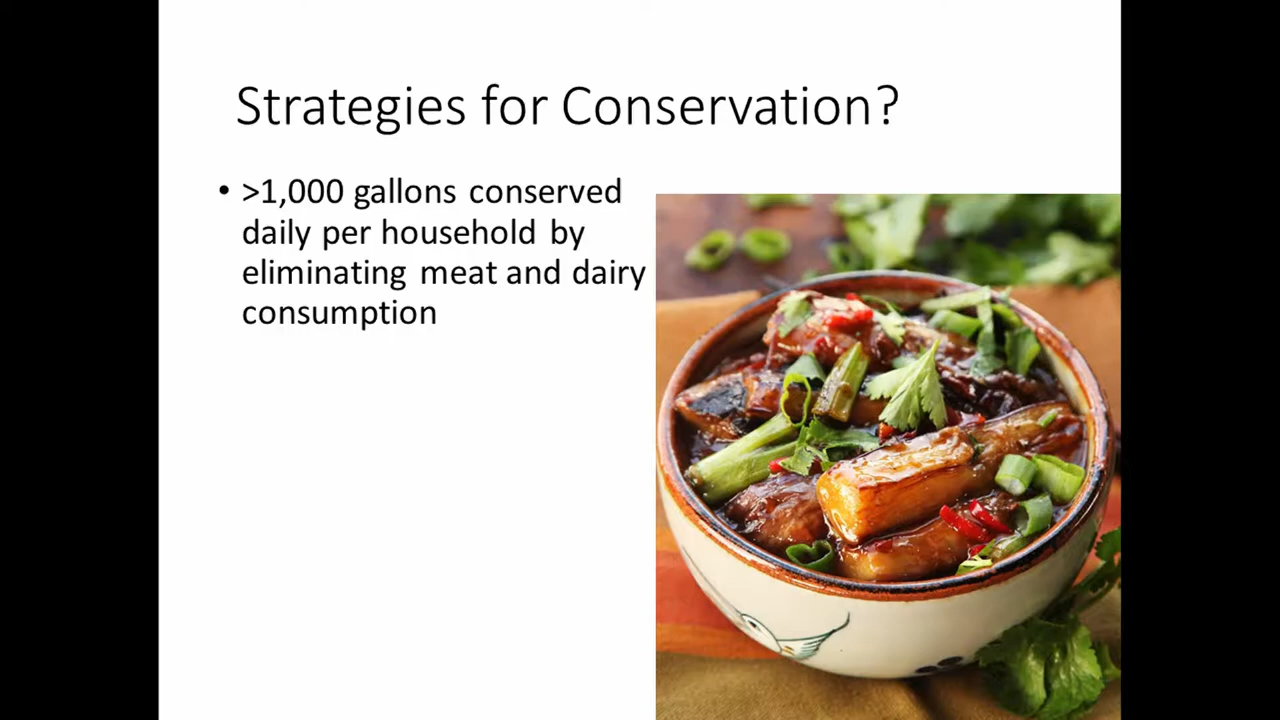 Strategies for Conservation?
• >1,000 gallons conserved
daily per household by
eliminating meat and dairy
consumption